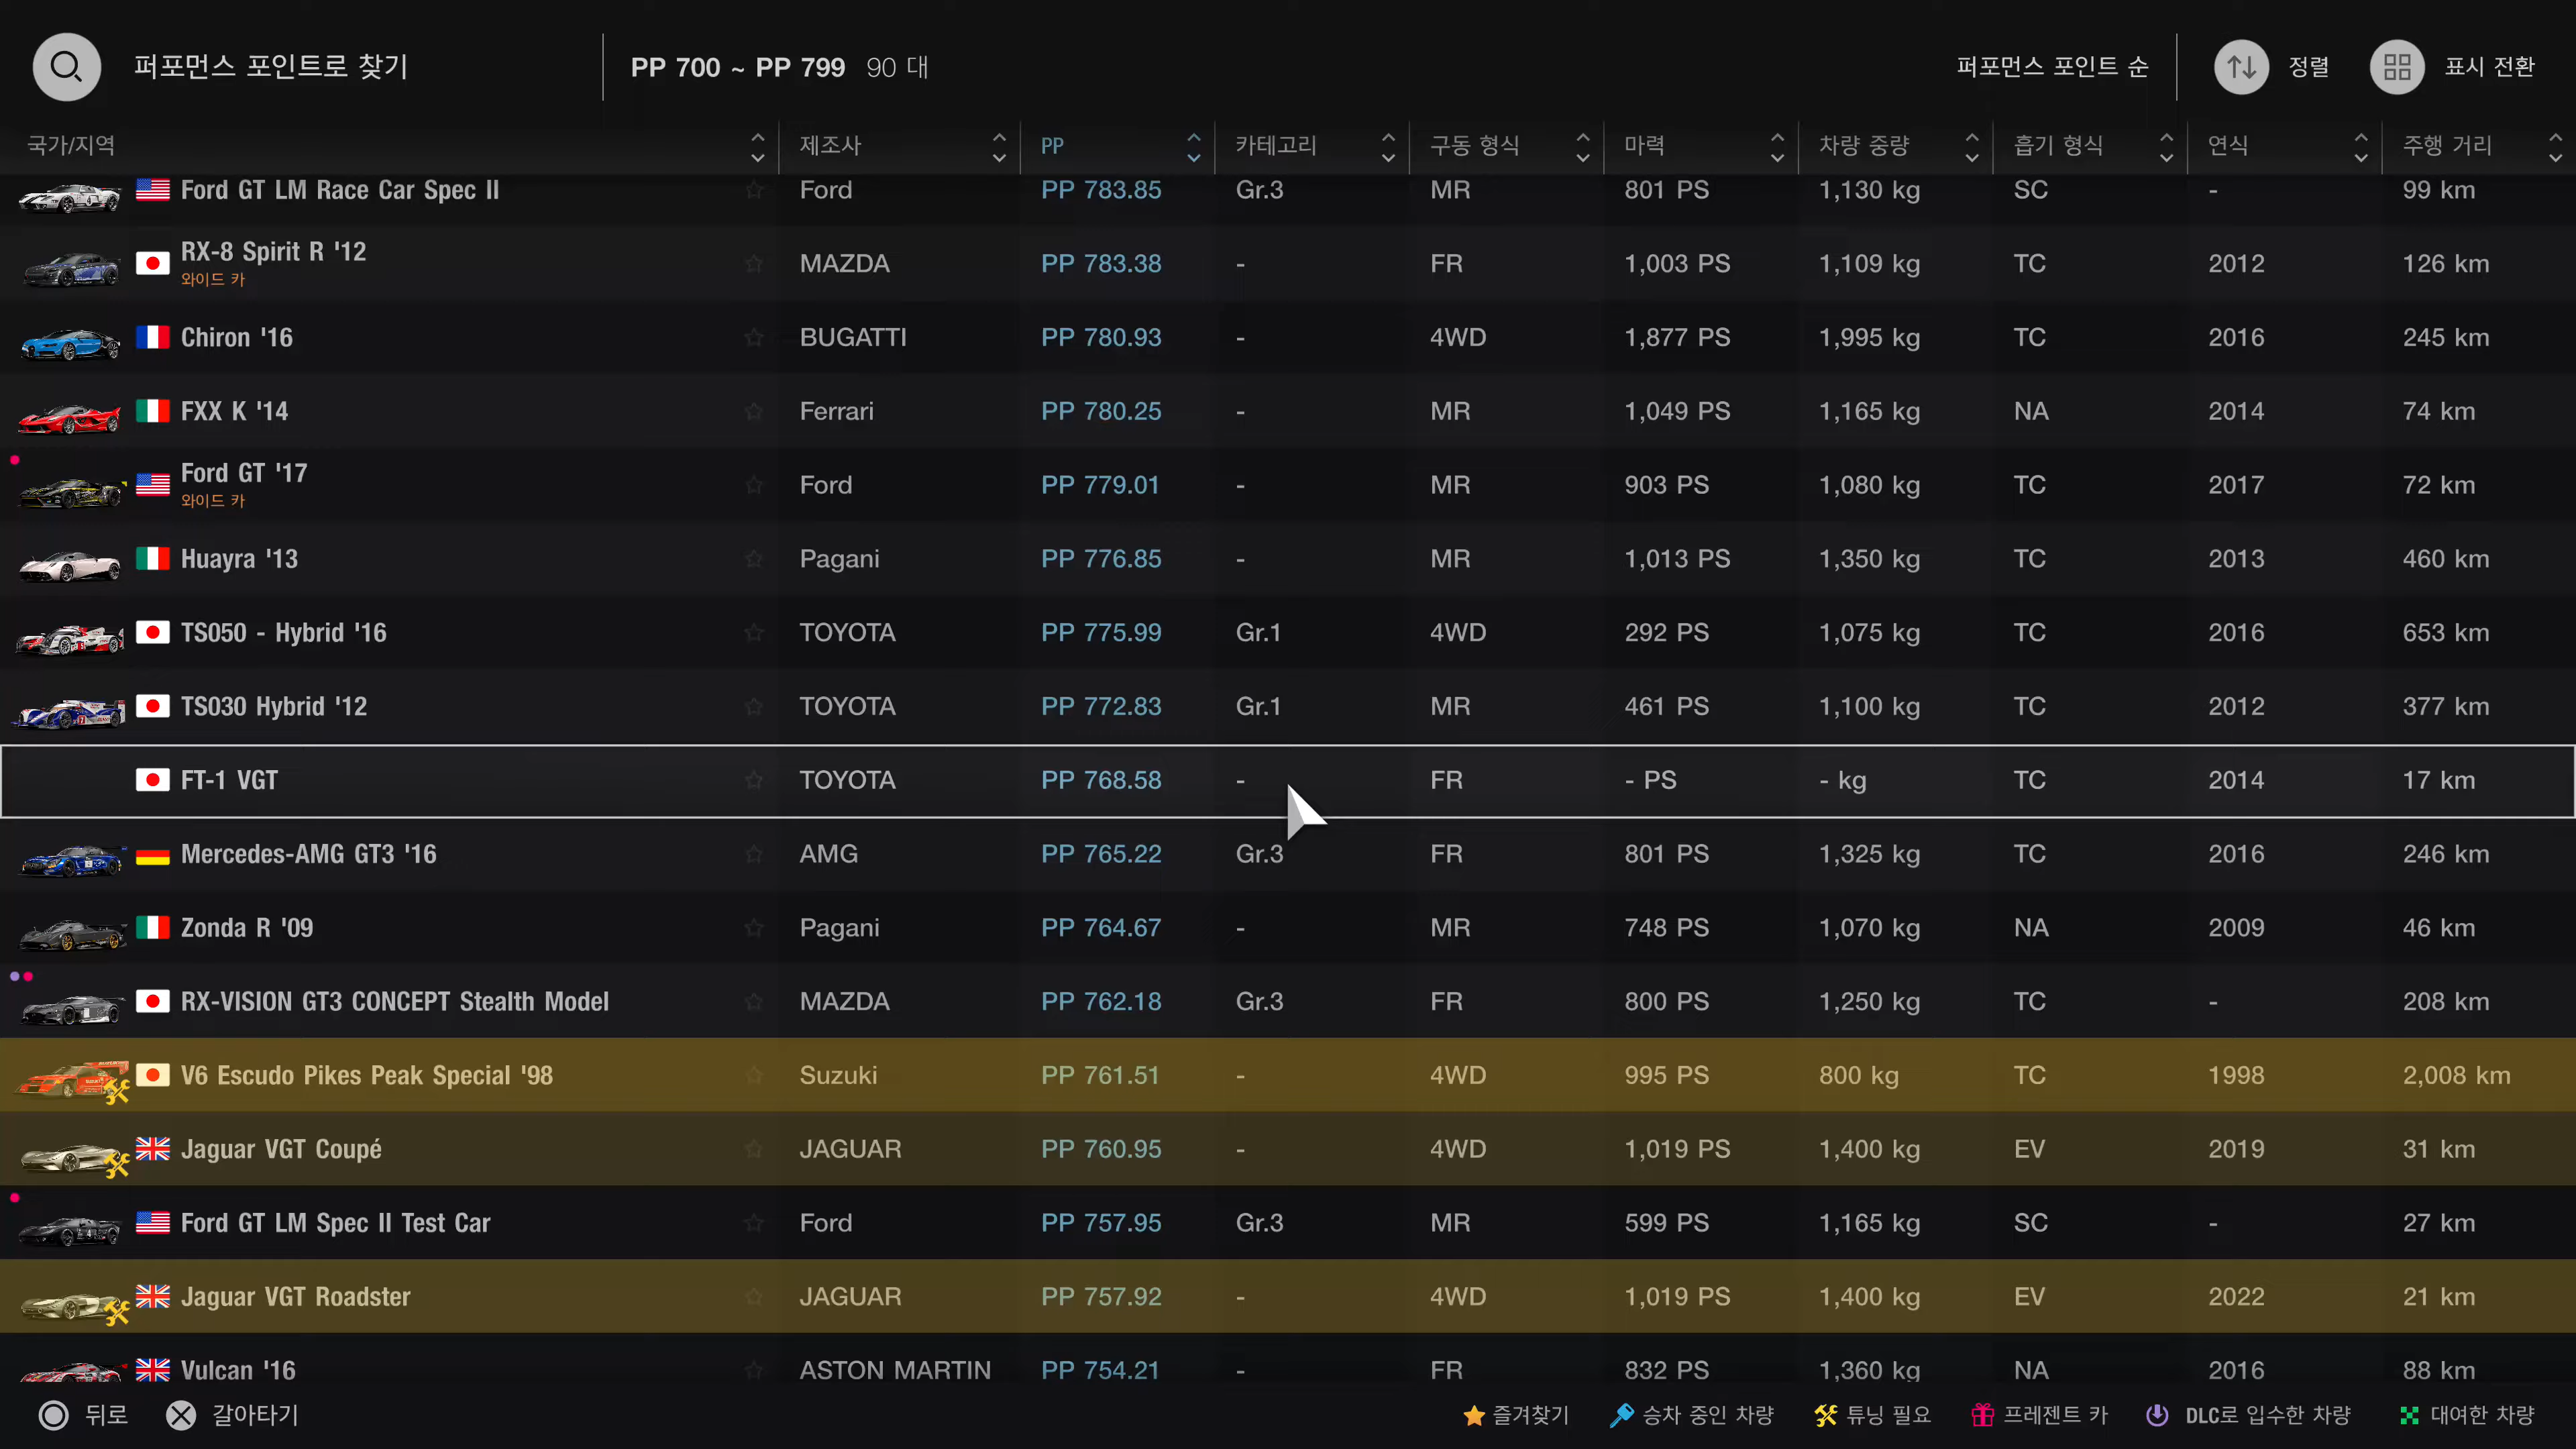 퍼포먼스 포인트로 찾기 PP 700 ~ PP 799 90 대 퍼포먼스 포인트 순 정렬 표시 전환
국가/지역 제조사 PP 카테고리 구동 형식 마력 차량 중량 흡기 형식 연식 주행 거리
Ford GT LM Race Car Spec II Ford PP 783.85 Gr.3 MR 801 PS 1,130 kg SC - 99 km
RX-8 Spirit R '12 MAZDA PP 783.38 - FR 1,003 PS 1,109 kg TC 2012 126 km
와이드 카
Chiron '16 BUGATTI PP 780.93 - 4WD 1,877 PS 1,995 kg TC 2016 245 km
FXX K '14 Ferrari PP 780.25 - MR 1,049 PS 1,165 kg NA 2014 74 km
Ford GT '17 Ford PP 779.01 - MR 903 PS 1,080 kg TC 2017 72 km
와이드 카
Huayra '13 Pagani PP 776.85 - MR 1,013 PS 1,350 kg TC 2013 460 km
TS050 - Hybrid '16 TOYOTA PP 775.99 Gr.1 4WD 292 PS 1,075 kg TC 2016 653 km
TS030 Hybrid '12 TOYOTA PP 772.83 Gr.1 MR 461 PS 1,100 kg TC 2012 377 km
FT-1 VGT TOYOTA PP 768.58 - FR - PS - kg TC 2014 17 km
Mercedes-AMG GT3 '16 AMG PP 765.22 Gr.3 FR 801 PS 1,325 kg TC 2016 246 km
Zonda R '09 Pagani PP 764.67 - MR 748 PS 1,070 kg NA 2009 46 km
RX-VISION GT3 CONCEPT Stealth Model MAZDA PP 762.18 Gr.3 FR 800 PS 1,250 kg TC - 208 km
V6 Escudo Pikes Peak Special '98 Suzuki PP 761.51 - 4WD 995 PS 800 kg TC 1998 2,008 km
Jaguar VGT Coupé JAGUAR PP 760.95 - 4WD 1,019 PS 1,400 kg EV 2019 31 km
Ford GT LM Spec II Test Car Ford PP 757.95 Gr.3 MR 599 PS 1,165 kg SC - 27 km
Jaguar VGT Roadster JAGUAR PP 757.92 - 4WD 1,019 PS 1,400 kg EV 2022 21 km
Vulcan '16 ASTON MARTIN PP 754.21 - FR 832 PS 1,360 kg NA 2016 88 km
뒤로 갈아타기 즐겨찾기 승차 중인 차량 튜닝 필요 프레젠트 카 DLC로 입수한 차량 대여한 차량